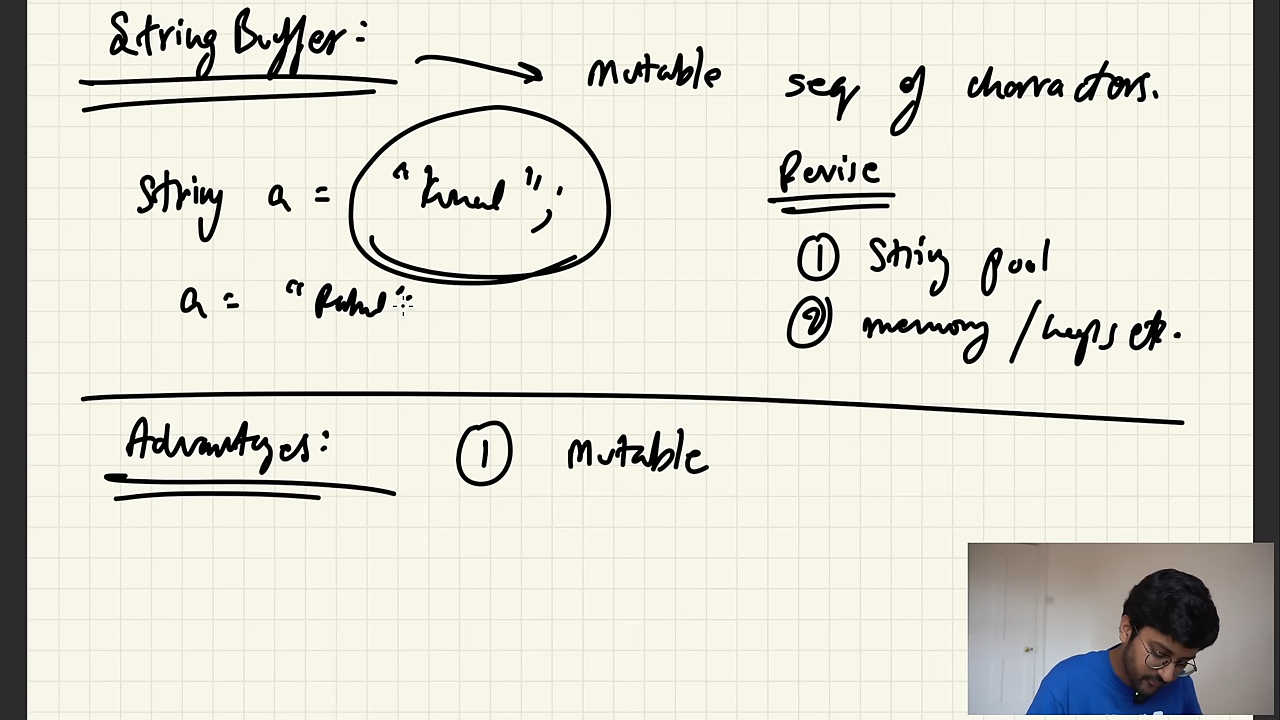 String Buffer: → mutable seq of charractors.
String a = "Kunal";
a = "Rahul";
Revise
① String pool
② memory / heaps etc.
Advantages: ① Mutable